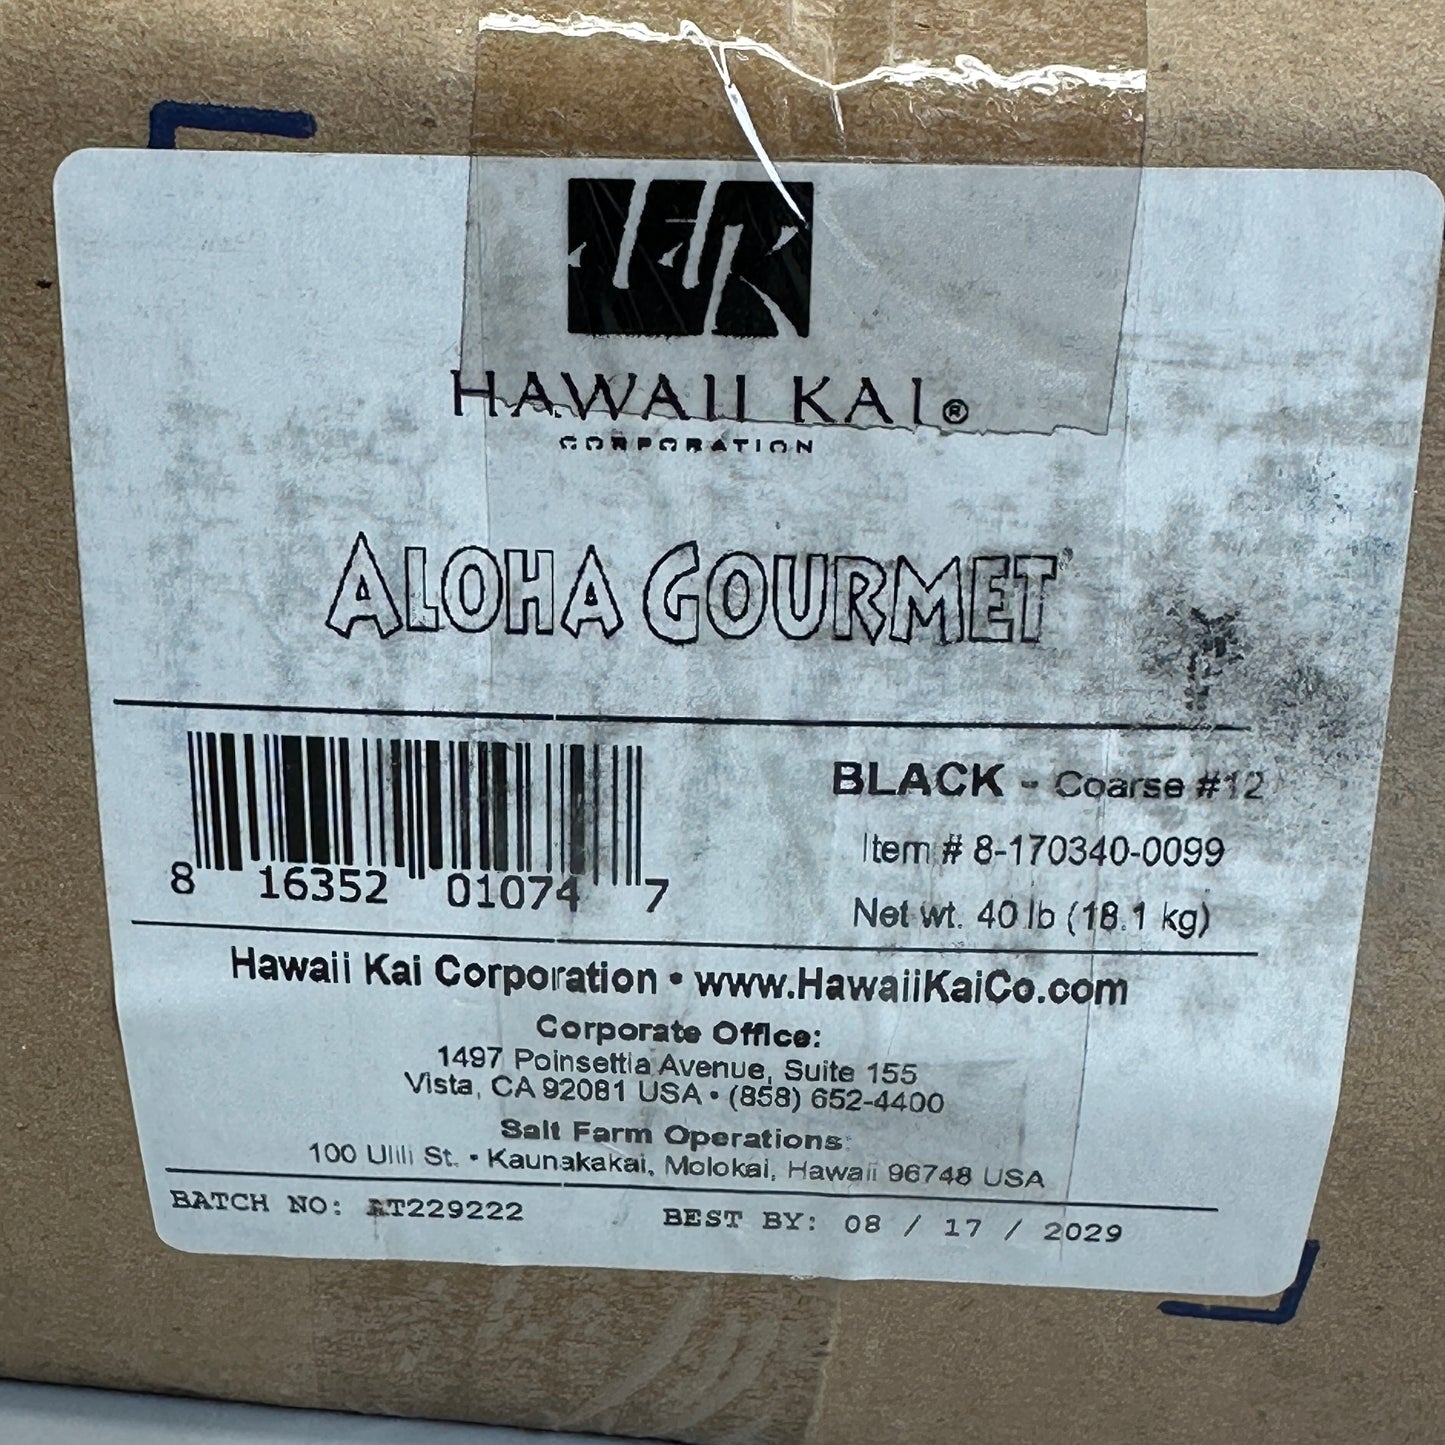 HK
HAWAII KAI®
CORPORATION
ALOHA GOURMET
BLACK - Coarse #12
Item # 8-170340-0099
Net wt. 40 lb (18.1 kg)
8 16352 01074 7
Hawaii Kai Corporation • www.HawaiiKaiCo.com
Corporate Office:
1497 Poinsettia Avenue, Suite 155
Vista, CA 92081 USA • (858) 652-4400
Salt Farm Operations:
100 Ulili St. • Kaunakakai, Molokai, Hawaii 96748 USA
BATCH NO: AT229222
BEST BY: 08 / 17 / 2029